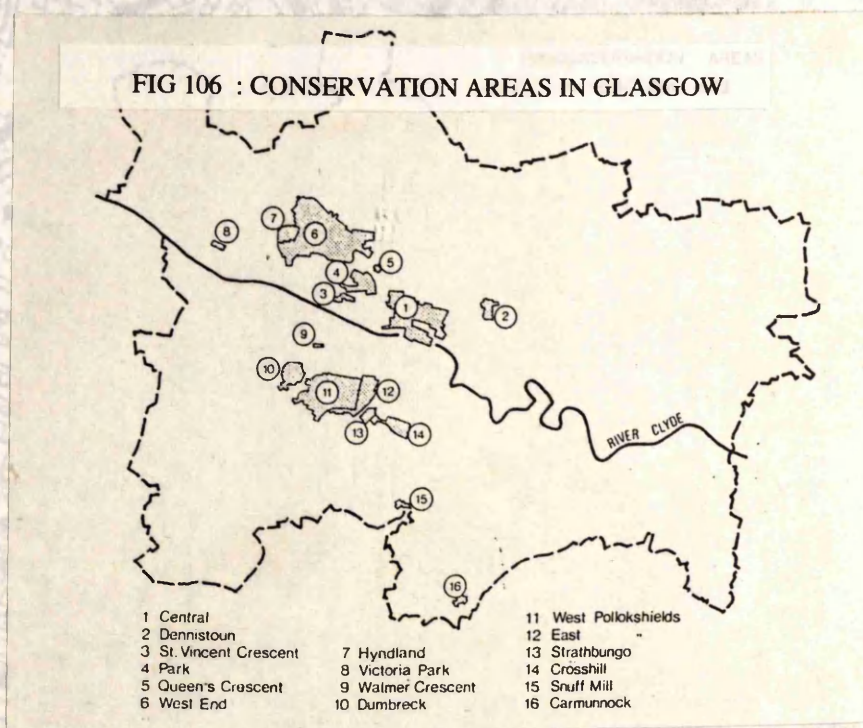 FIG 106 : CONSERVATION AREAS IN GLASGOW
7
6
8
5
4
3
1
2
9
10
11
12
13
14
RIVER CLYDE
15
16
1 Central
2 Dennistoun
3 St. Vincent Crescent
4 Park
5 Queen's Crescent
6 West End
7 Hyndland
8 Victoria Park
9 Walmer Crescent
10 Dumbreck
11 West Pollokshields
12 East "
13 Strathbungo
14 Crosshill
15 Snuff Mill
16 Carmunnock